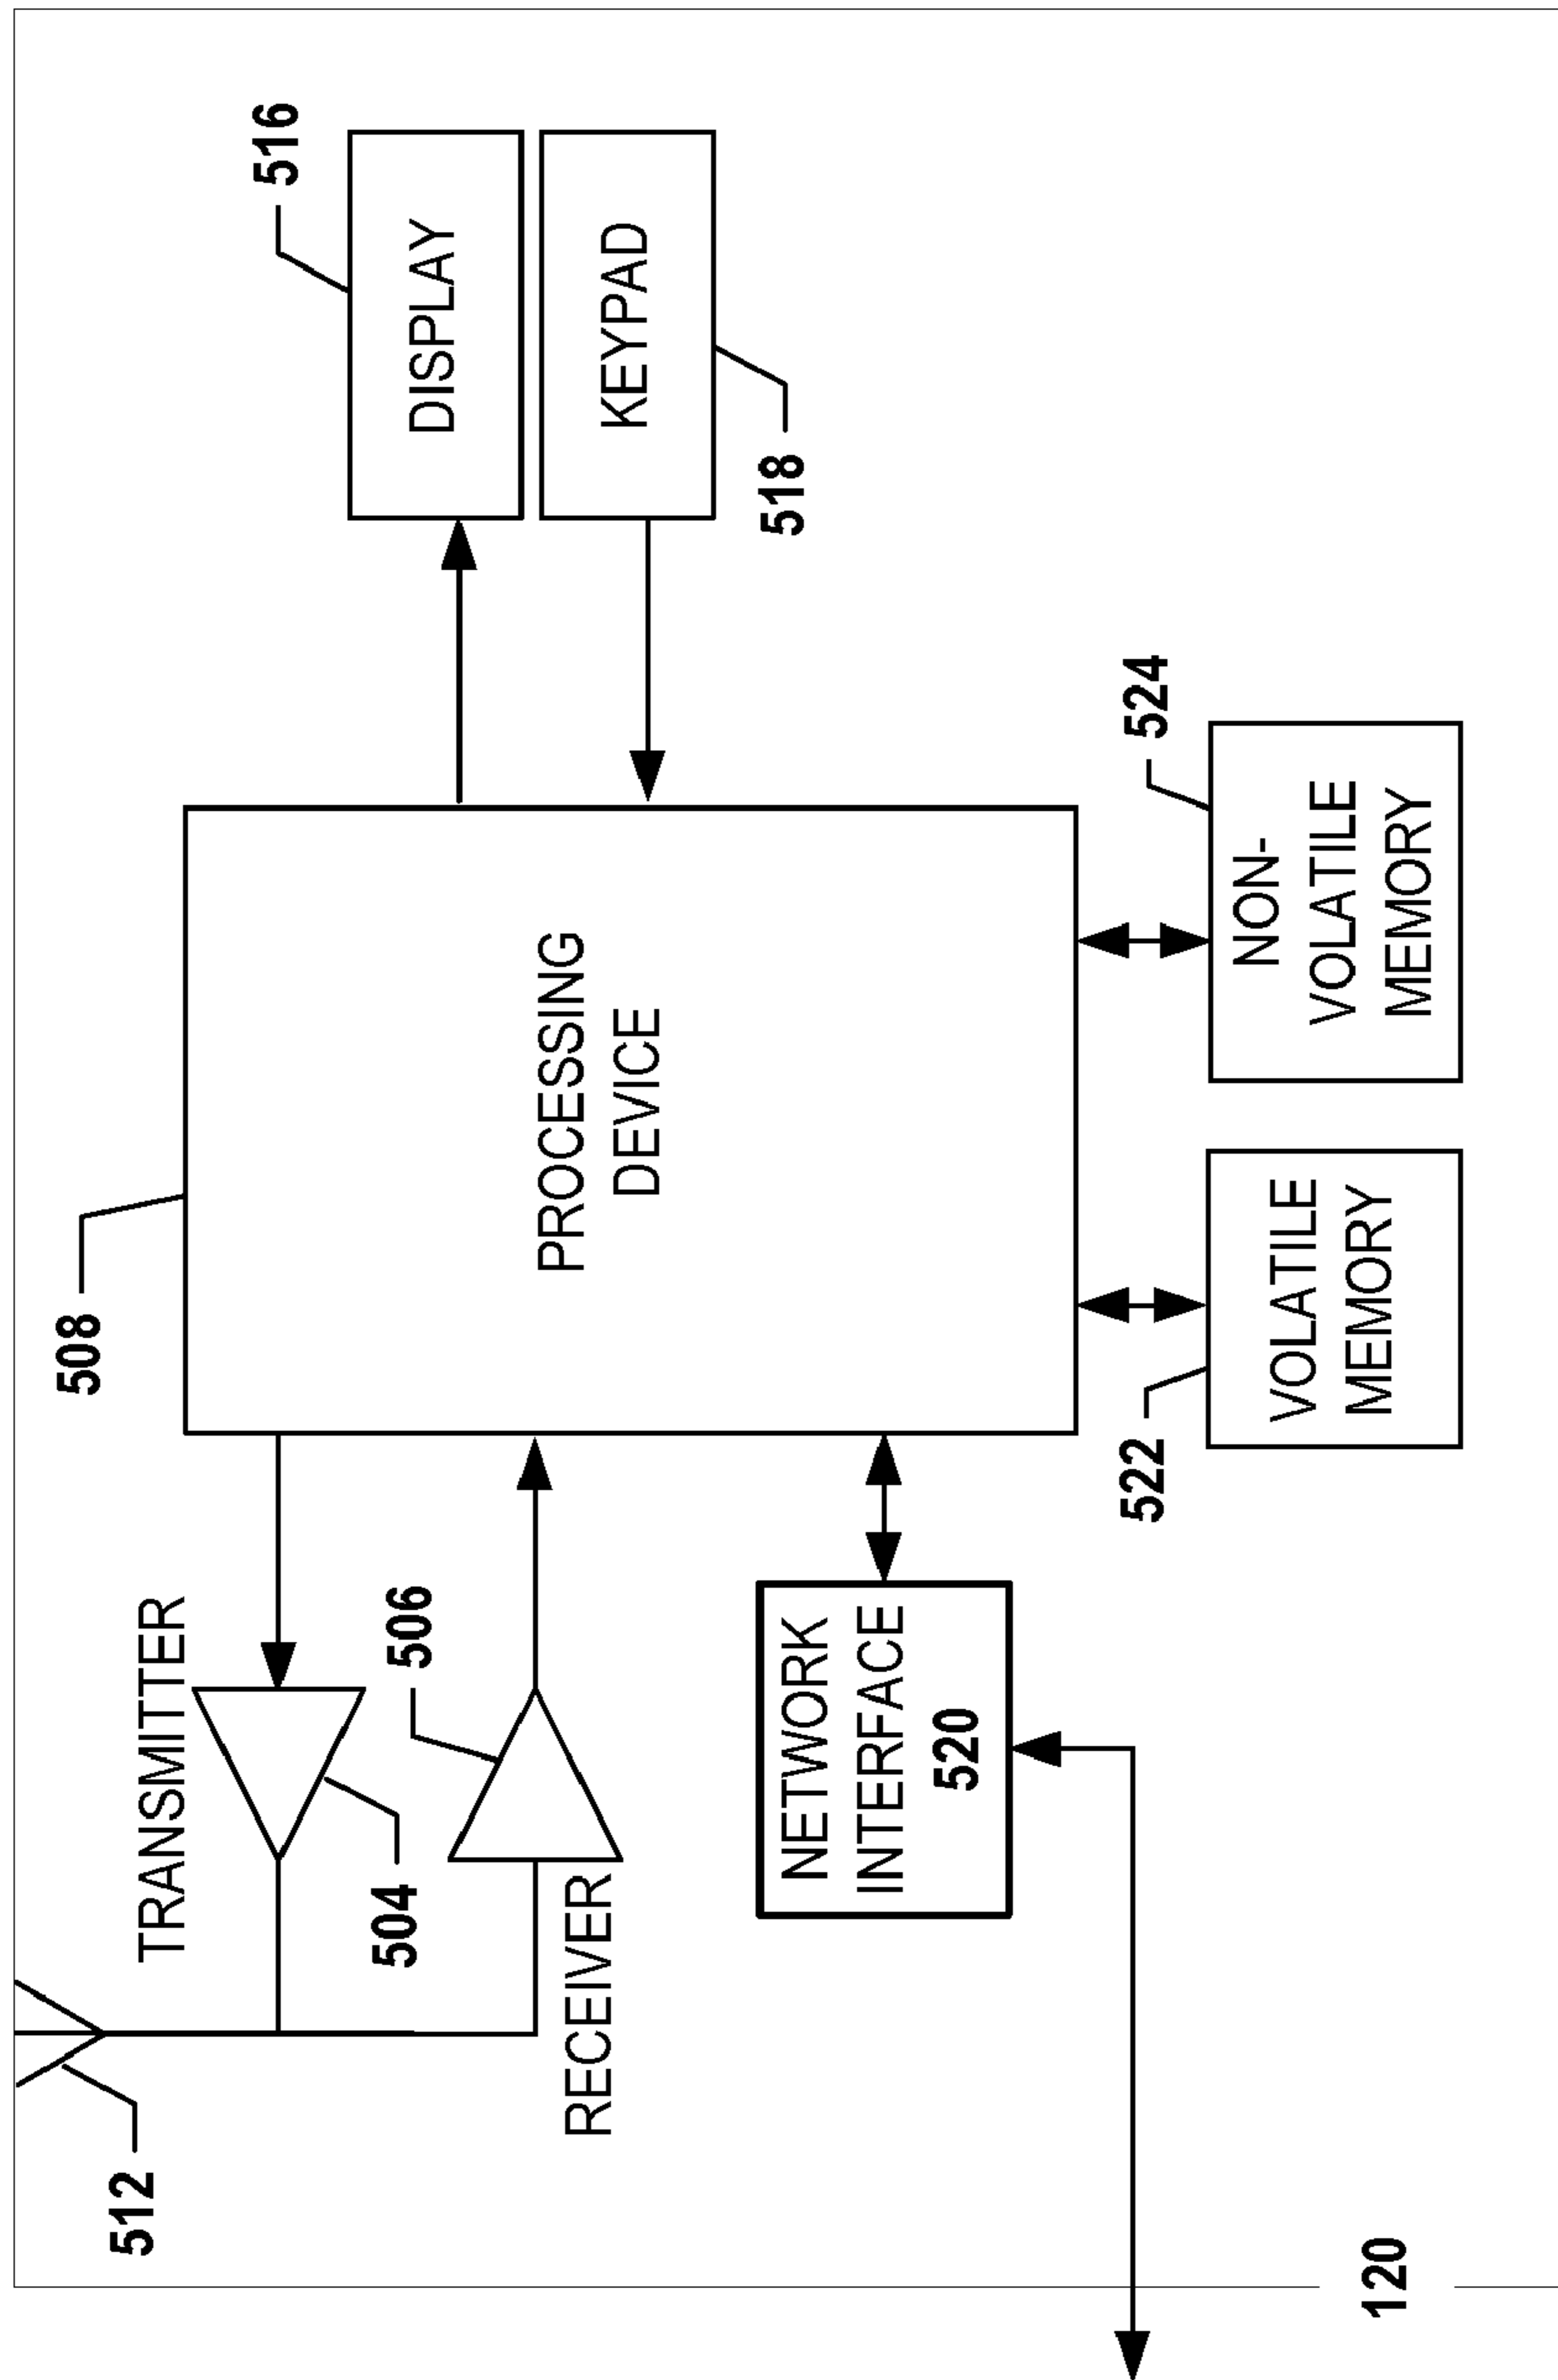 512
TRANSMITTER
504
506
RECEIVER
508
PROCESSING
DEVICE
516
DISPLAY
KEYPAD
518
NETWORK
INTERFACE
520
522
VOLATILE
MEMORY
524
NON-
VOLATILE
MEMORY
120